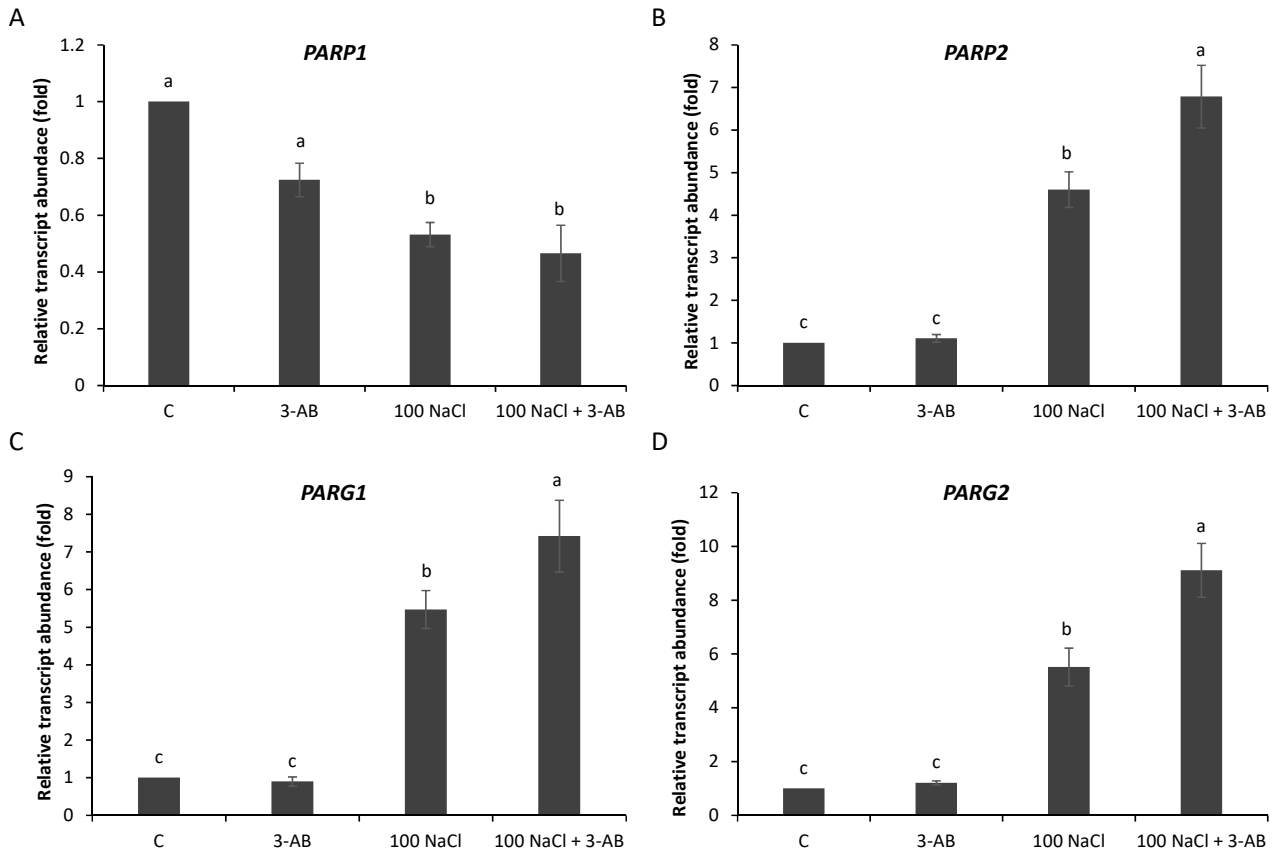 A
PARP1
Relative transcript abundace (fold)
1.2
1
0.8
0.6
0.4
0.2
0
a
a
b
b
C
3-AB
100 NaCl
100 NaCl + 3-AB
B
PARP2
Relative transcript abundance (fold)
8
7
6
5
4
3
2
1
0
c
c
b
a
C
3-AB
100 NaCl
100 NaCl + 3-AB
C
PARG1
Relative transcript abundance (fold)
9
8
7
6
5
4
3
2
1
0
c
c
b
a
C
3-AB
100 NaCl
100 NaCl + 3-AB
D
PARG2
Relative transcript abundance (fold)
12
10
8
6
4
2
0
c
c
b
a
C
3-AB
100 NaCl
100 NaCl + 3-AB